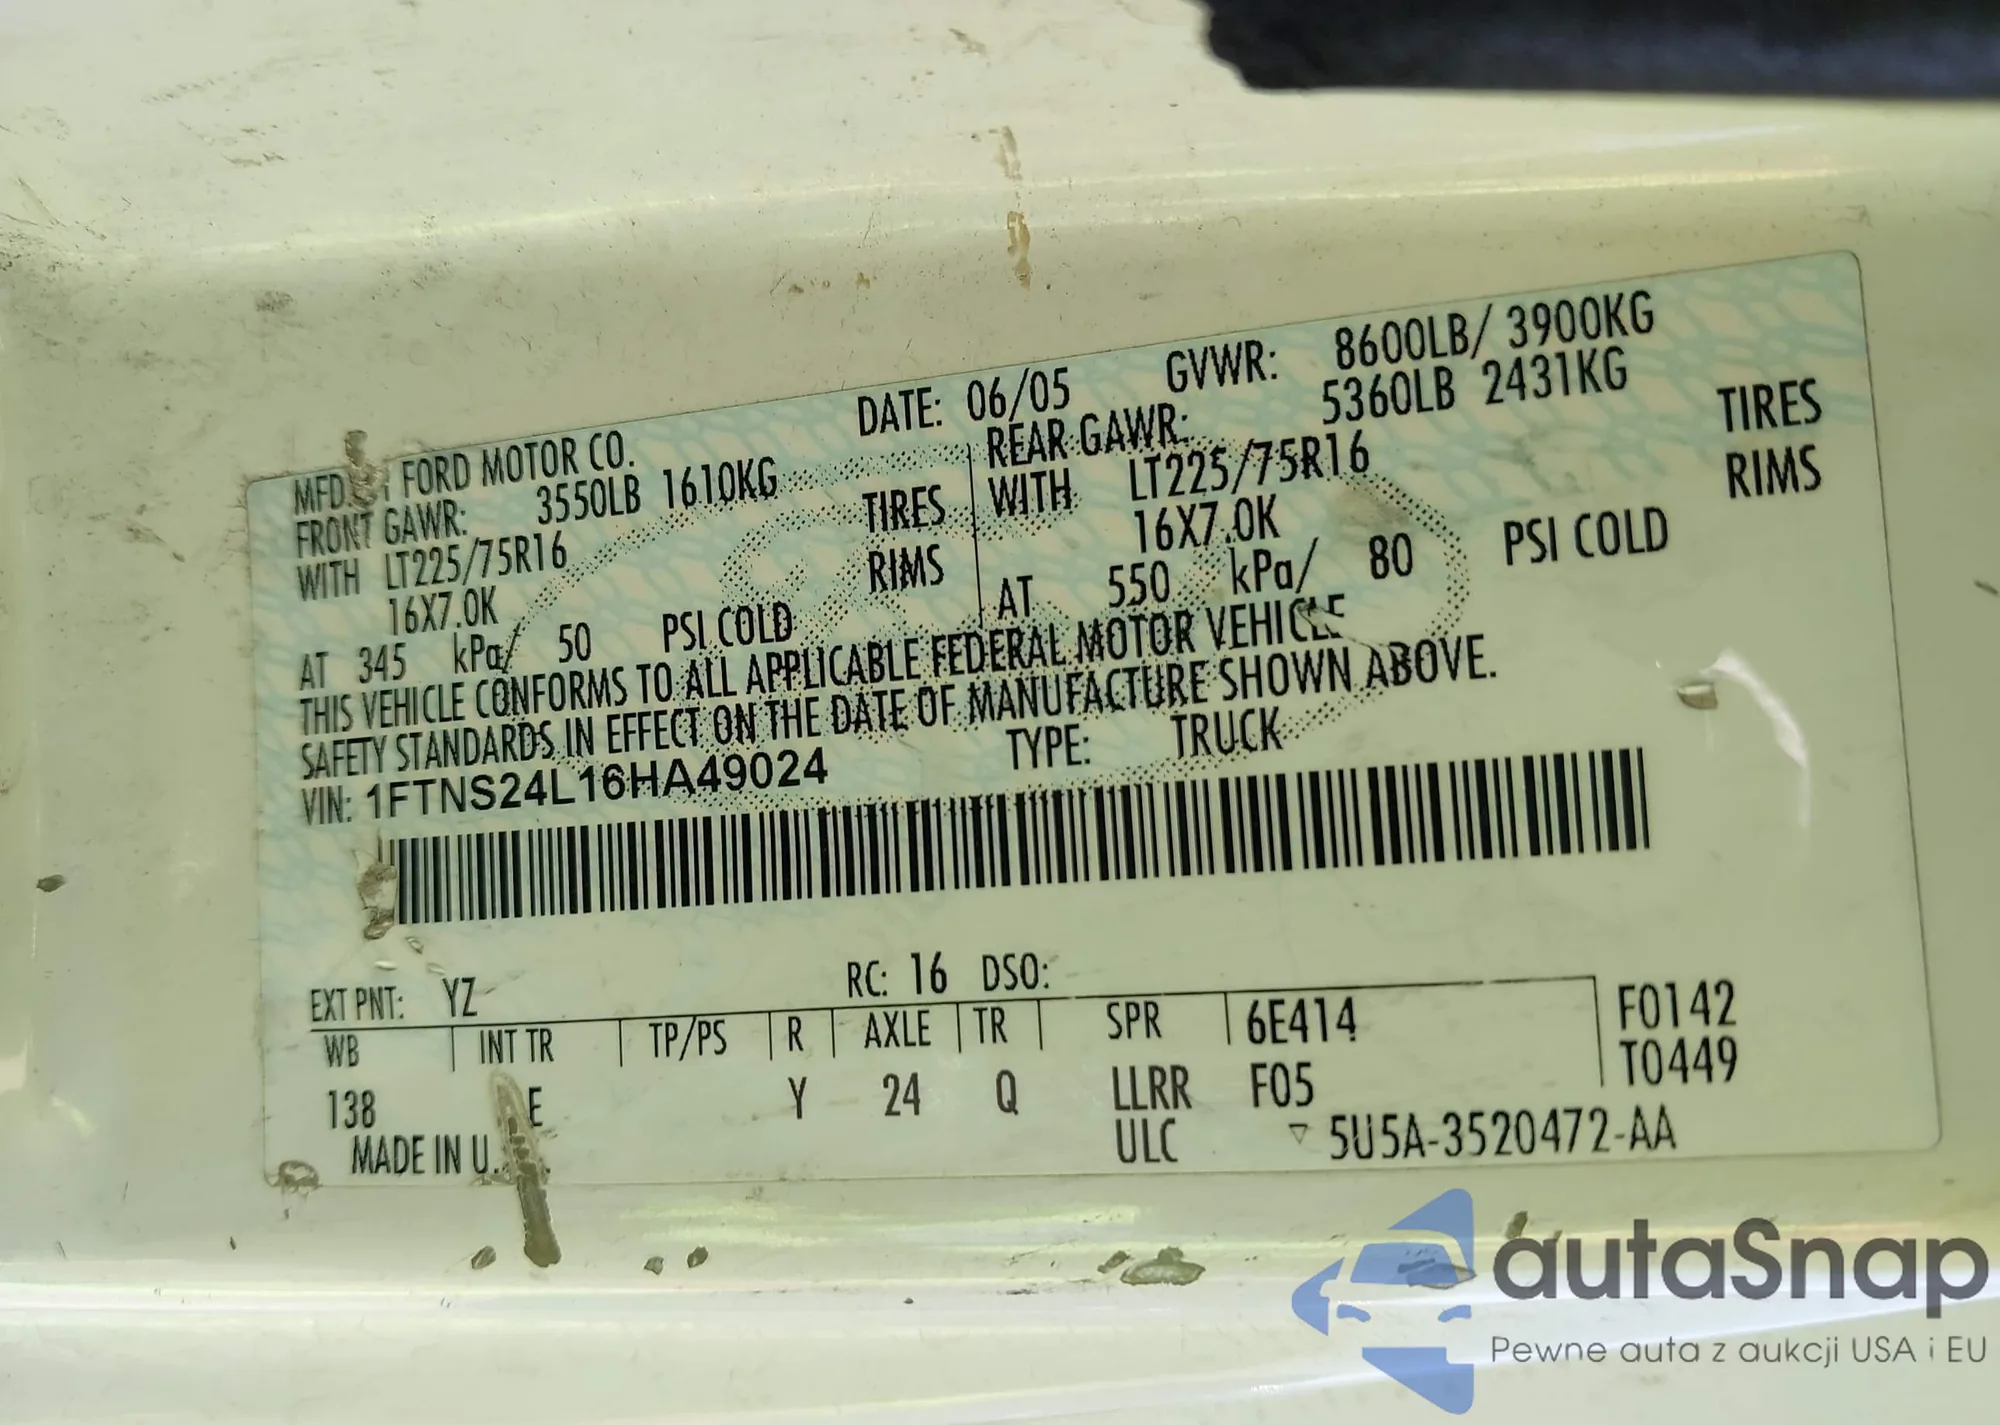 MFD. BY FORD MOTOR CO. DATE: 06/05 GVWR: 8600LB/ 3900KG
FRONT GAWR: 3550LB 1610KG REAR GAWR: 5360LB 2431KG
WITH LT225/75R16 TIRES WITH LT225/75R16 TIRES
16X7.0K RIMS 16X7.0K RIMS
AT 345 kPa/ 50 PSI COLD AT 550 kPa/ 80 PSI COLD
THIS VEHICLE CONFORMS TO ALL APPLICABLE FEDERAL MOTOR VEHICLE
SAFETY STANDARDS IN EFFECT ON THE DATE OF MANUFACTURE SHOWN ABOVE.
VIN: 1FTNS24L16HA49024 TYPE: TRUCK
EXT PNT: YZ RC: 16 DSO:
WB INT TR TP/PS R AXLE TR SPR 6E414 F0142
138 E Y 24 Q LLRR F05 T0449
MADE IN U. ULC ▽ 5U5A-3520472-AA
autaSnap
Pewne auta z aukcji USA i EU